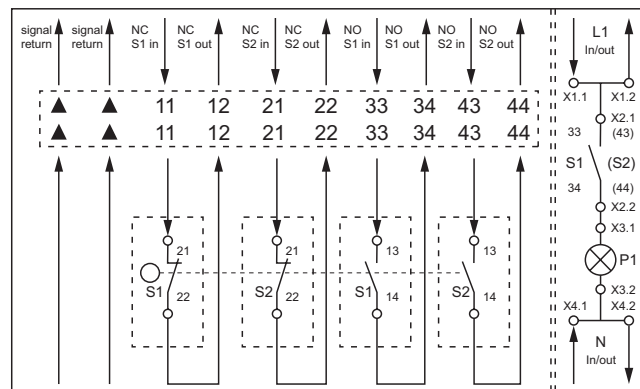 signal return signal return NC S1 in NC S1 out NC S2 in NC S2 out NO S1 in NO S1 out NO S2 in NO S2 out
▲ ▲ 11 12 21 22 33 34 43 44
▲ ▲ 11 12 21 22 33 34 43 44
21 21 13 13
S1 S2 S1 S2
22 22 14 14
L1
In/out
X1.1 X1.2
X2.1
33 (43)
S1 (S2)
34 (44)
X2.2
X3.1
P1
X3.2
X4.1 X4.2
N
In/out